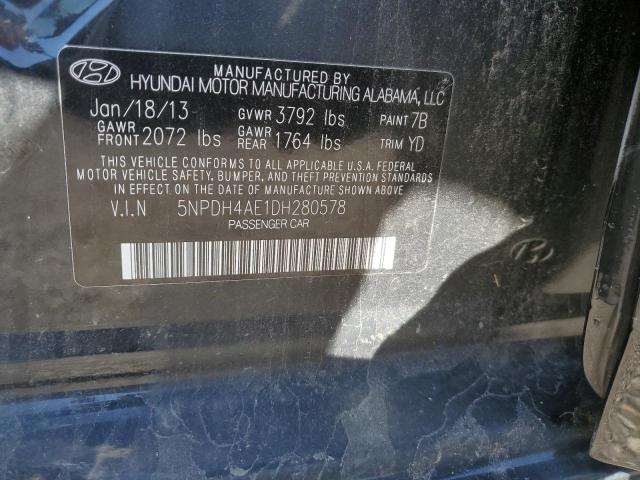 MANUFACTURED BY
HYUNDAI MOTOR MANUFACTURING ALABAMA, LLC
Jan/18/13 GVWR 3792 lbs PAINT 7B
GAWR FRONT 2072 lbs GAWR REAR 1764 lbs TRIM YD
THIS VEHICLE CONFORMS TO ALL APPLICABLE U.S.A. FEDERAL
MOTOR VEHICLE SAFETY, BUMPER, AND THEFT PREVENTION STANDARDS
IN EFFECT ON THE DATE OF MANUFACTURE SHOWN ABOVE
V.I.N 5NPDH4AE1DH280578
PASSENGER CAR